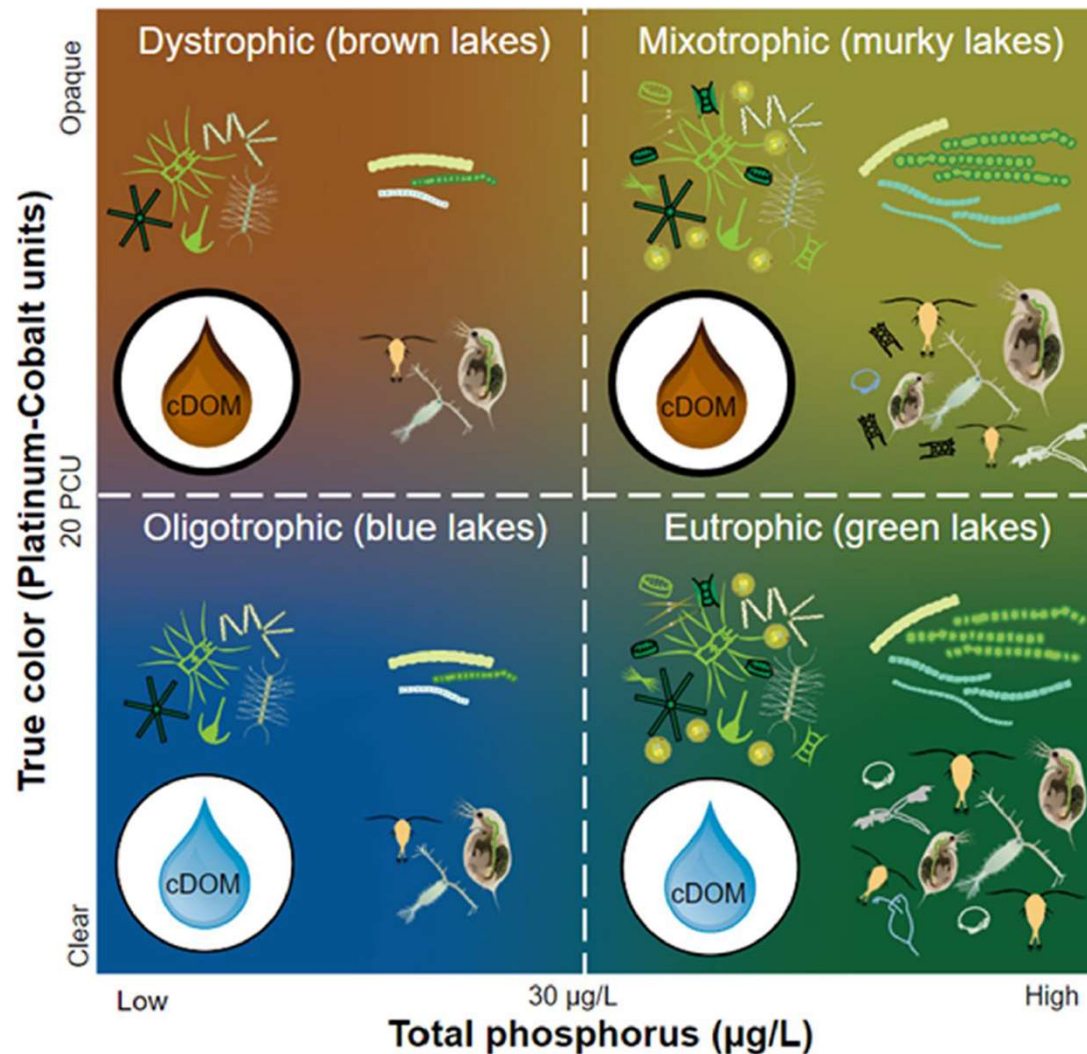 Dystrophic (brown lakes)
Mixotrophic (murky lakes)
cDOM
cDOM
Oligotrophic (blue lakes)
Eutrophic (green lakes)
cDOM
cDOM
True color (Platinum-Cobalt units)
Opaque
20 PCU
Clear
Low
30 µg/L
High
Total phosphorus (µg/L)